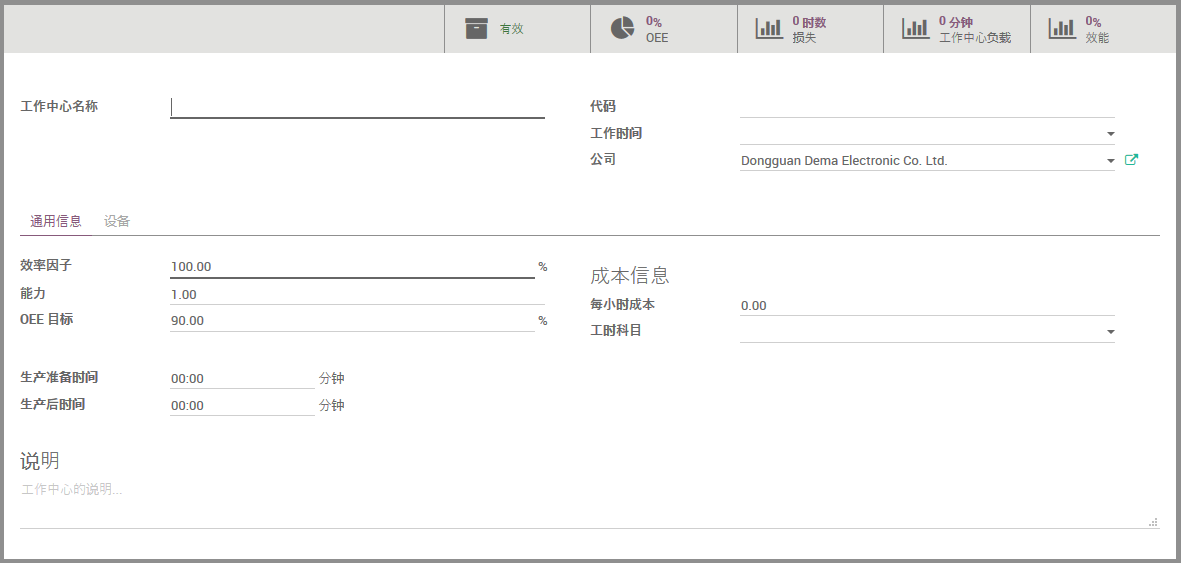 有效
0%
OEE
0 时数
损失
0 分钟
工作中心负载
0%
效能
工作中心名称
代码
工作时间
公司 Dongguan Dema Electronic Co. Ltd.
通用信息 设备
效率因子 100.00 %
能力 1.00
OEE 目标 90.00 %
成本信息
每小时成本 0.00
工时科目
生产准备时间 00:00 分钟
生产后时间 00:00 分钟
说明
工作中心的说明...